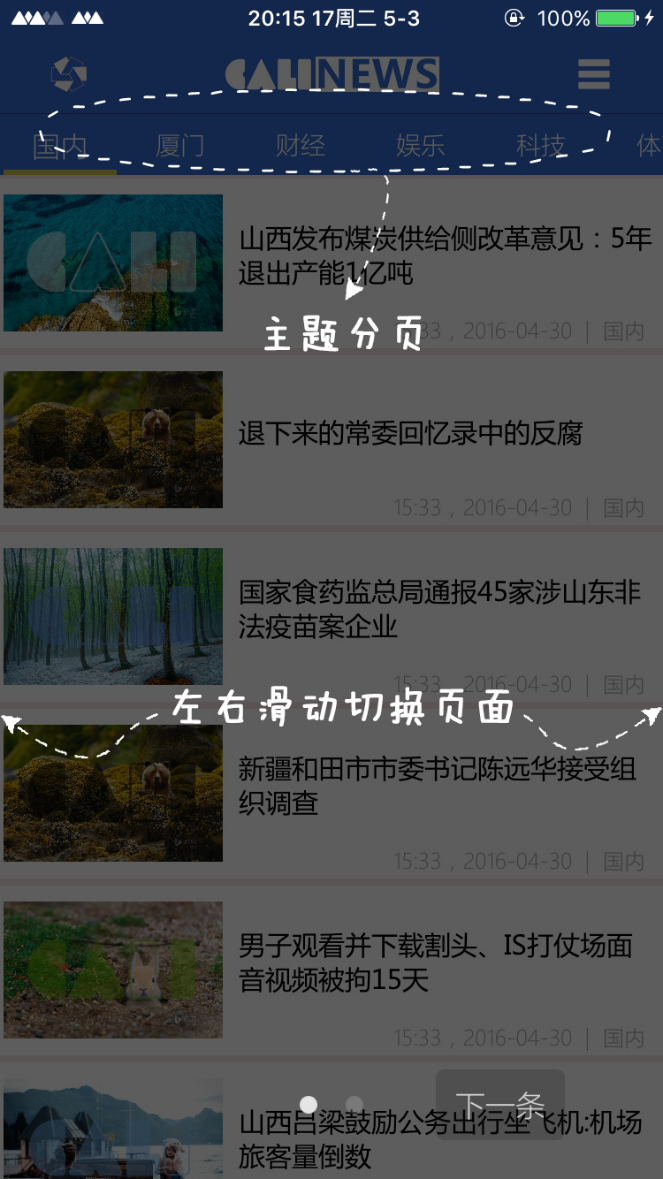 20:15 17周二 5-3
100%
CALINEWS
国内 厦门 财经 娱乐 科技 体
CALI
山西发布煤炭供给侧改革意见：5年
退出产能1亿吨
主题分页
15:33，2016-04-30 | 国内
退下来的常委回忆录中的反腐
15:33，2016-04-30 | 国内
CALI
国家食药监总局通报45家涉山东非
法疫苗案企业
15:33，2016-04-30 | 国内
左右滑动切换页面
新疆和田市市委书记陈远华接受组
织调查
15:33，2016-04-30 | 国内
CALI
男子观看并下载割头、IS打仗场面
音视频被拘15天
15:33，2016-04-30 | 国内
下一条
山西吕梁鼓励公务出行坐飞机:机场
旅客量倒数